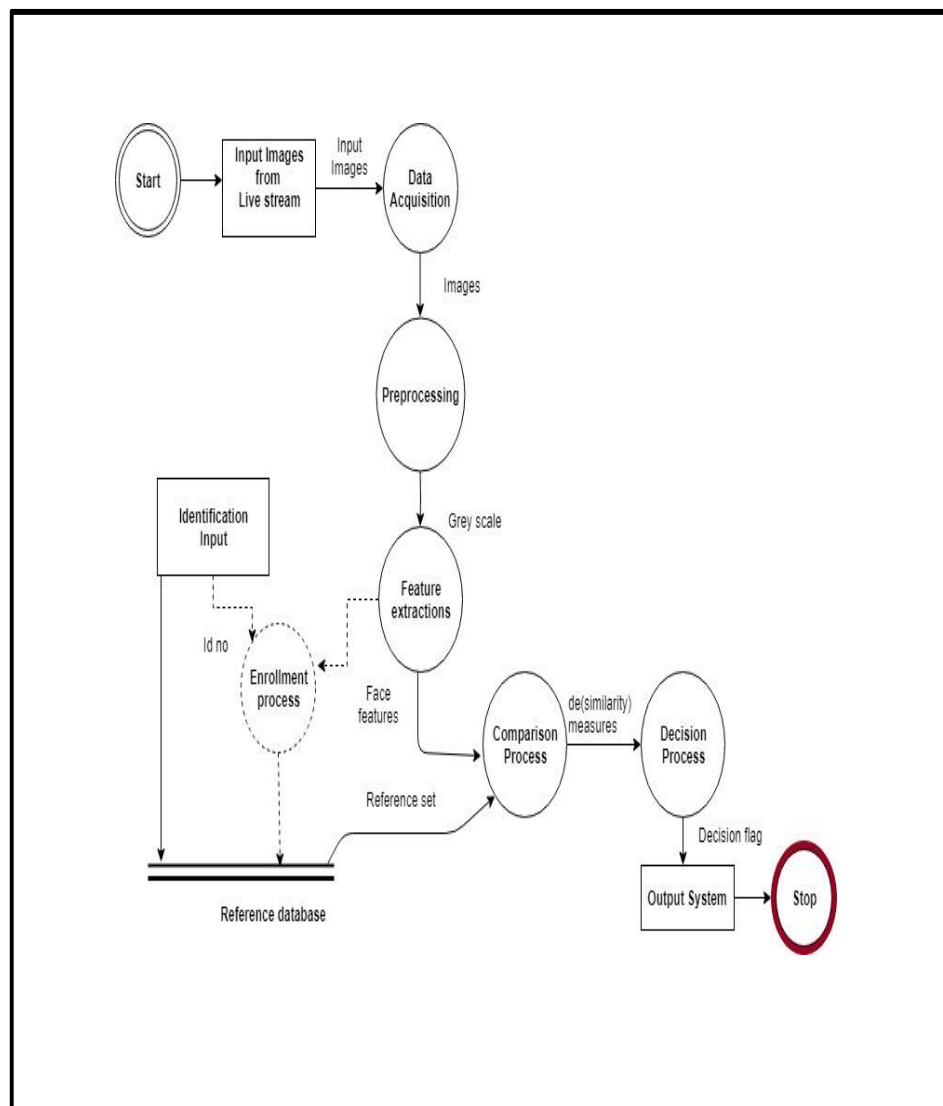 Start
Input Images
from
Live stream
Input
Images
Data
Acquisition
Images
Preprocessing
Grey scale
Identification
Input
Feature
extractions
Id no
Enrollment
process
Face
features
Comparison
Process
de(similarity)
measures
Decision
Process
Reference set
Decision flag
Output System
Stop
Reference database